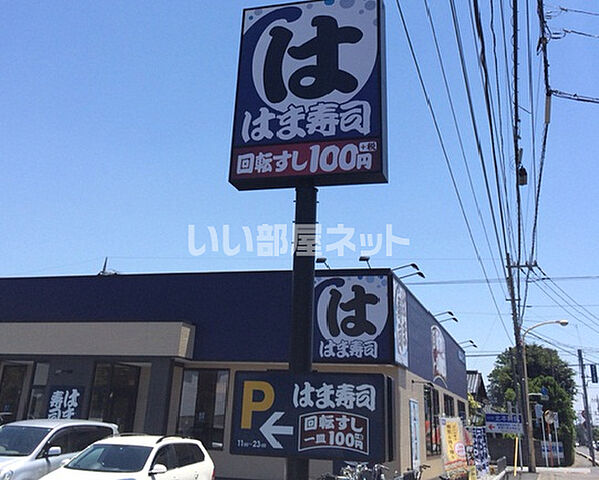 は
はま寿司
回転すし100円
+税
いい部屋ネット
は
はま寿司
はま寿司
P
回転すし
一皿100円
11時~23時
はま
寿司